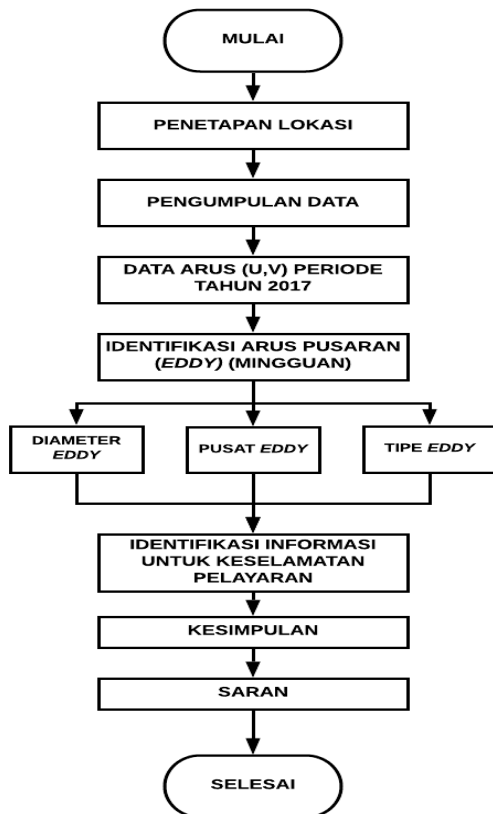 MULAI
PENETAPAN LOKASI
PENGUMPULAN DATA
DATA ARUS (U,V) PERIODE
TAHUN 2017
IDENTIFIKASI ARUS PUSARAN
(EDDY) (MINGGUAN)
DIAMETER
EDDY
PUSAT EDDY
TIPE EDDY
IDENTIFIKASI INFORMASI
UNTUK KESELAMATAN
PELAYARAN
KESIMPULAN
SARAN
SELESAI